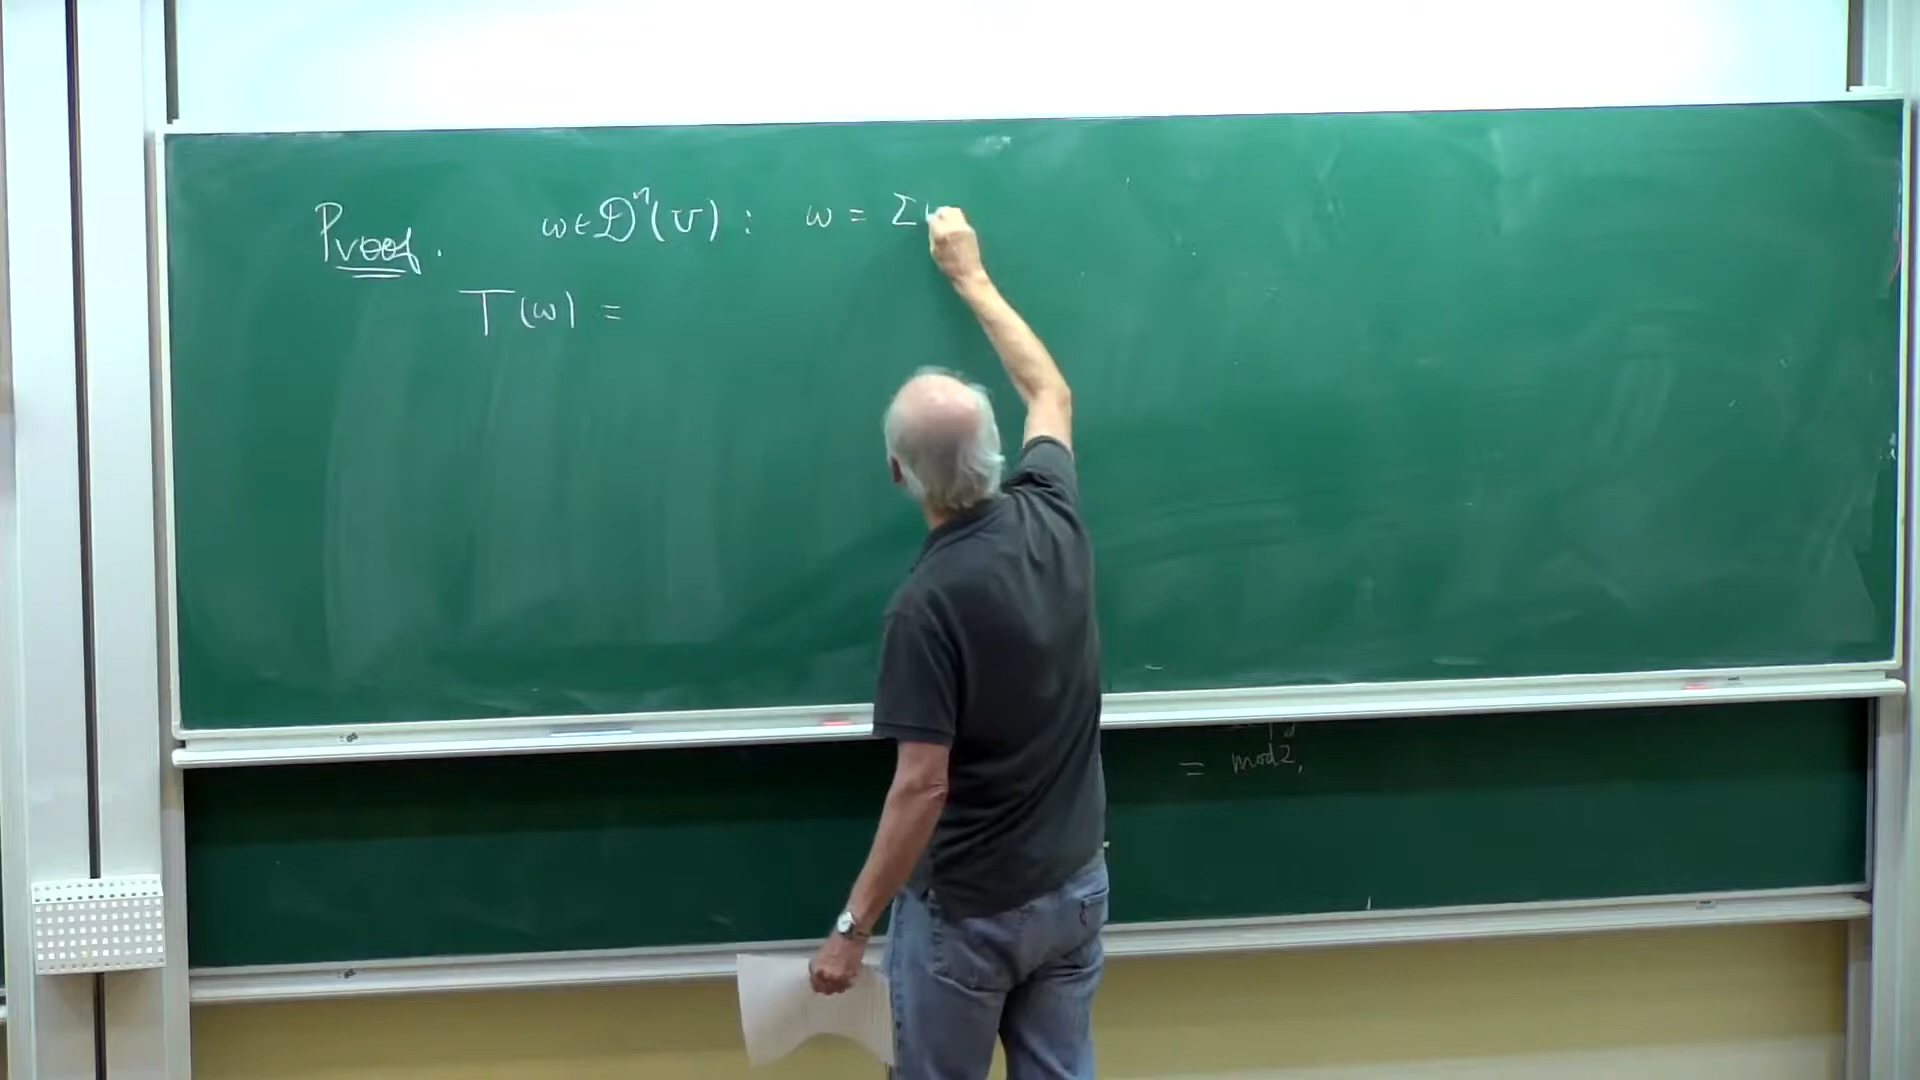 Proof. ω ∈ 𝒟ⁿ(U) : ω = Σ
T(ω) =
= mod 2,